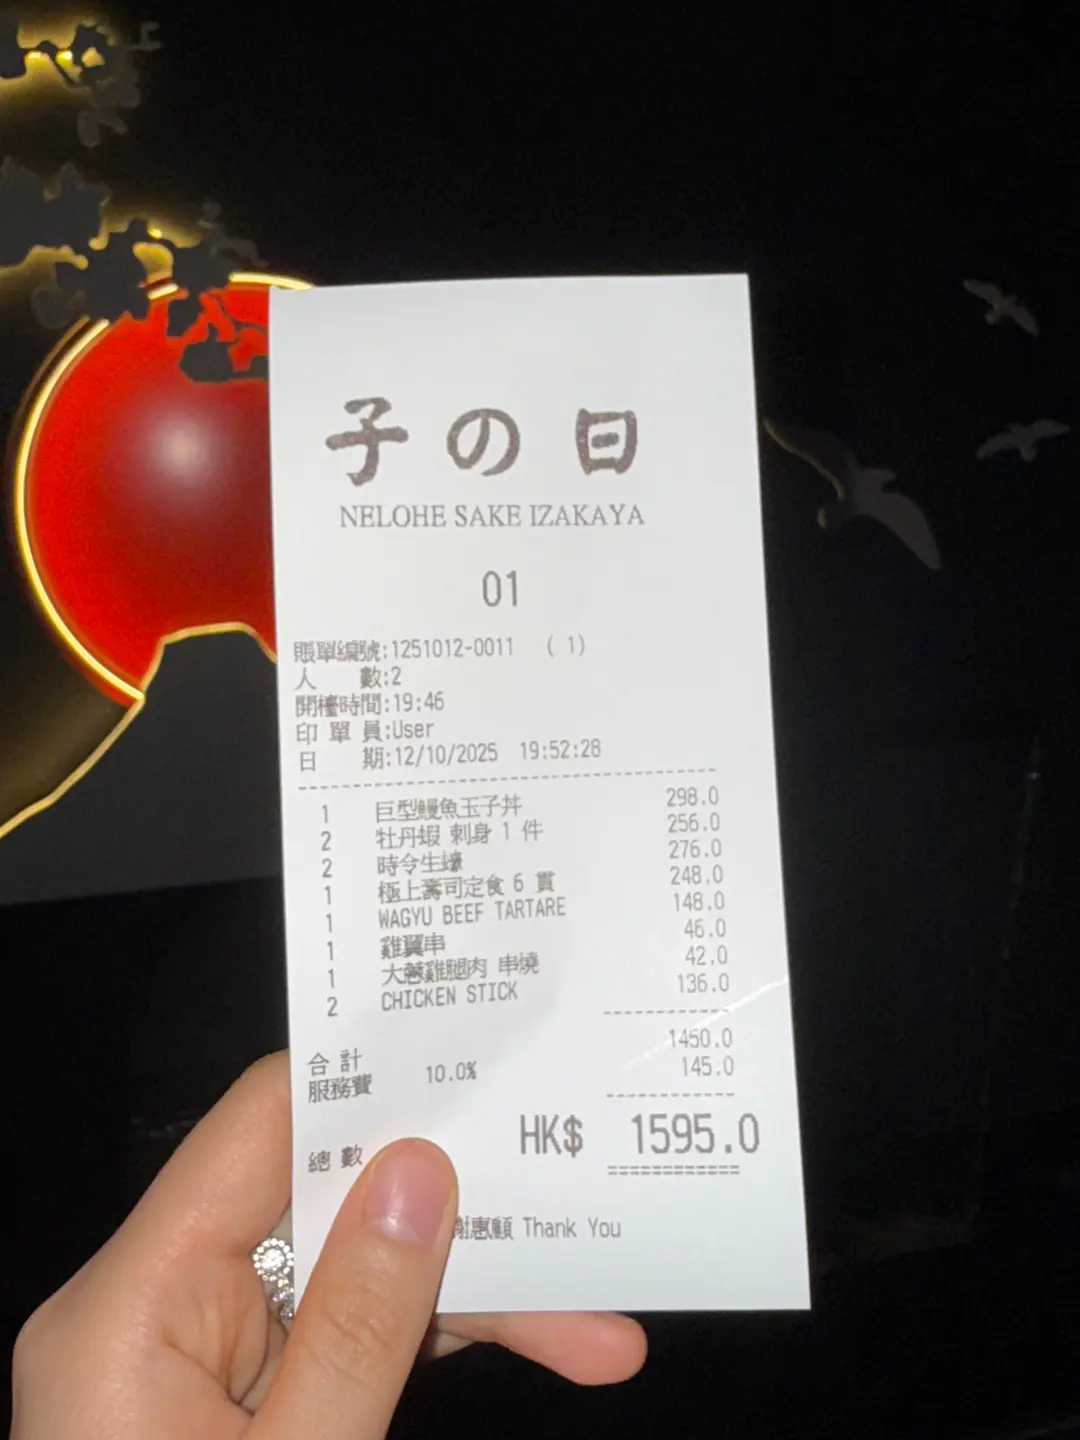 子の日
NELOHE SAKE IZAKAYA
01
賬單編號:1251012-0011 (1)
人 數:2
開檯時間:19:46
印單員:User
日 期:12/10/2025 19:52:28
1 巨型鰻魚玉子丼 298.0
2 牡丹蝦 刺身 1 件 256.0
2 時令生蠔 276.0
1 極上壽司定食 6 貫 248.0
1 WAGYU BEEF TARTARE 148.0
1 雞翼串 46.0
1 大蔥雞腿肉 串燒 42.0
2 CHICKEN STICK 136.0
合計 1450.0
服務費 10.0% 145.0
總數 HK$ 1595.0
謝惠顧 Thank You